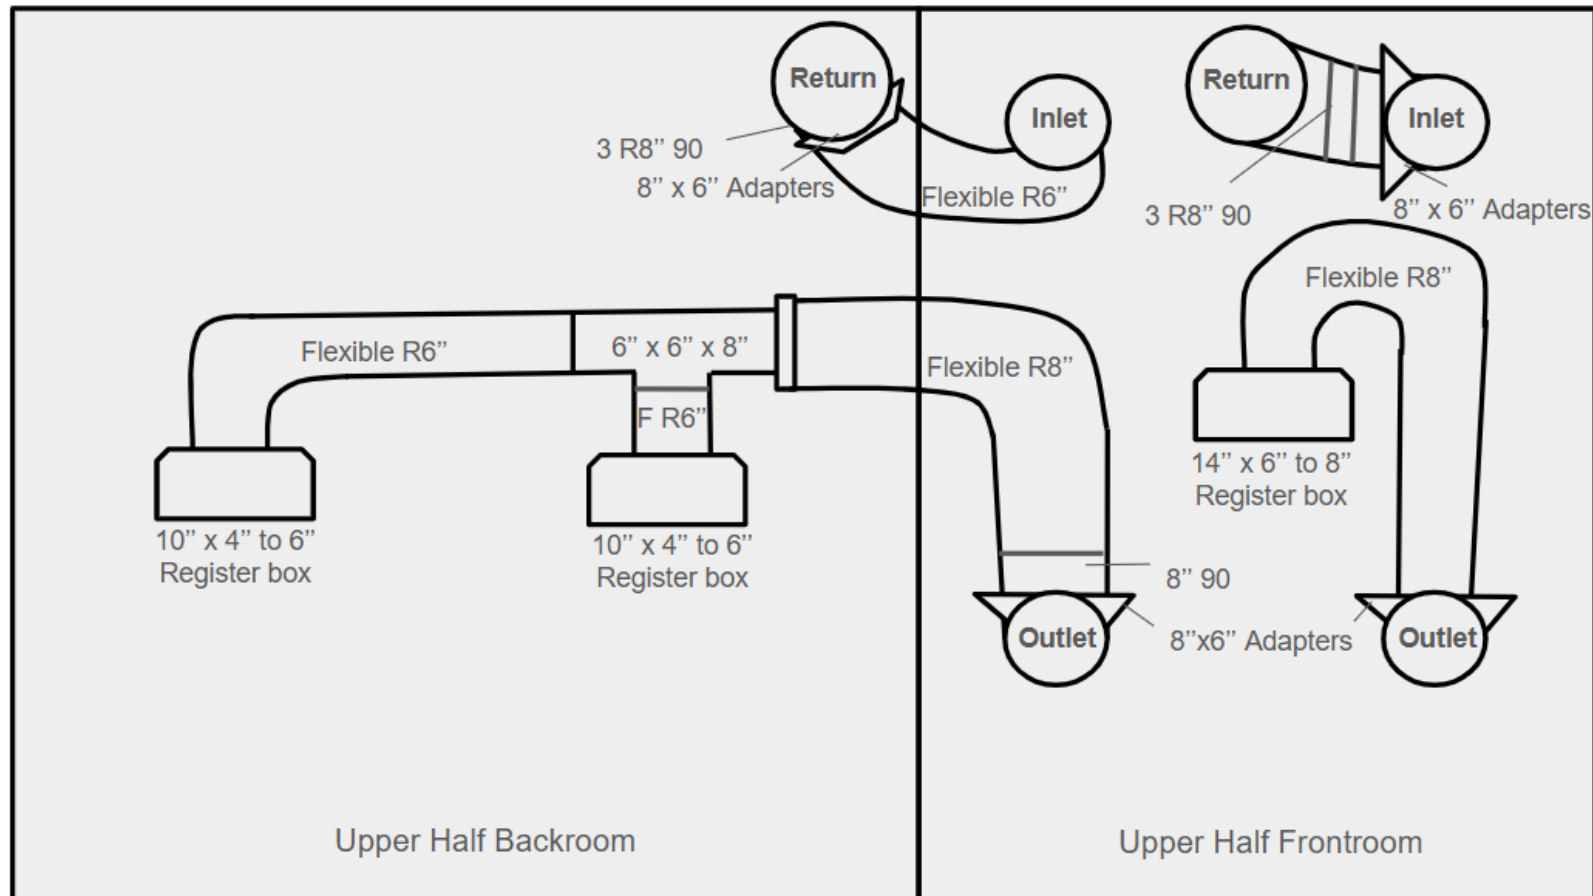 Return
Inlet
Return
Inlet
3 R8’’ 90
8’’ x 6’’ Adapters
Flexible R6’’
3 R8’’ 90
8’’ x 6’’ Adapters
Flexible R8’’
Flexible R6’’
6’’ x 6’’ x 8’’
Flexible R8’’
F R6’’
14’’ x 6’’ to 8’’
Register box
10’’ x 4’’ to 6’’
Register box
10’’ x 4’’ to 6’’
Register box
8’’ 90
Outlet
8’’x6’’ Adapters
Outlet
Upper Half Backroom
Upper Half Frontroom